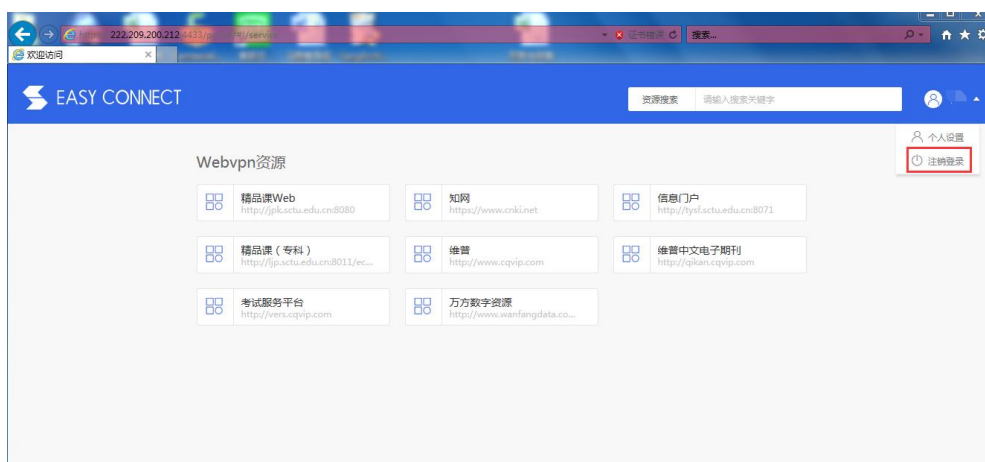 222.209.200.212
证书错误
搜索...
欢迎访问
EASY CONNECT
资源搜索
请输入搜索关键字
个人设置
注销登录
Webvpn资源
精品课Web
http://jpk.sctu.edu.cn:8080
知网
https://www.cnki.net
信息门户
http://tysf.sctu.edu.cn:8071
精品课（专科）
http://jp.sctu.edu.cn:8011/ec...
维普
http://www.cqvip.com
维普中文电子期刊
http://qikan.cqvip.com
考试服务平台
http://vers.cqvip.com
万方数字资源
http://www.wanfangdata.co...